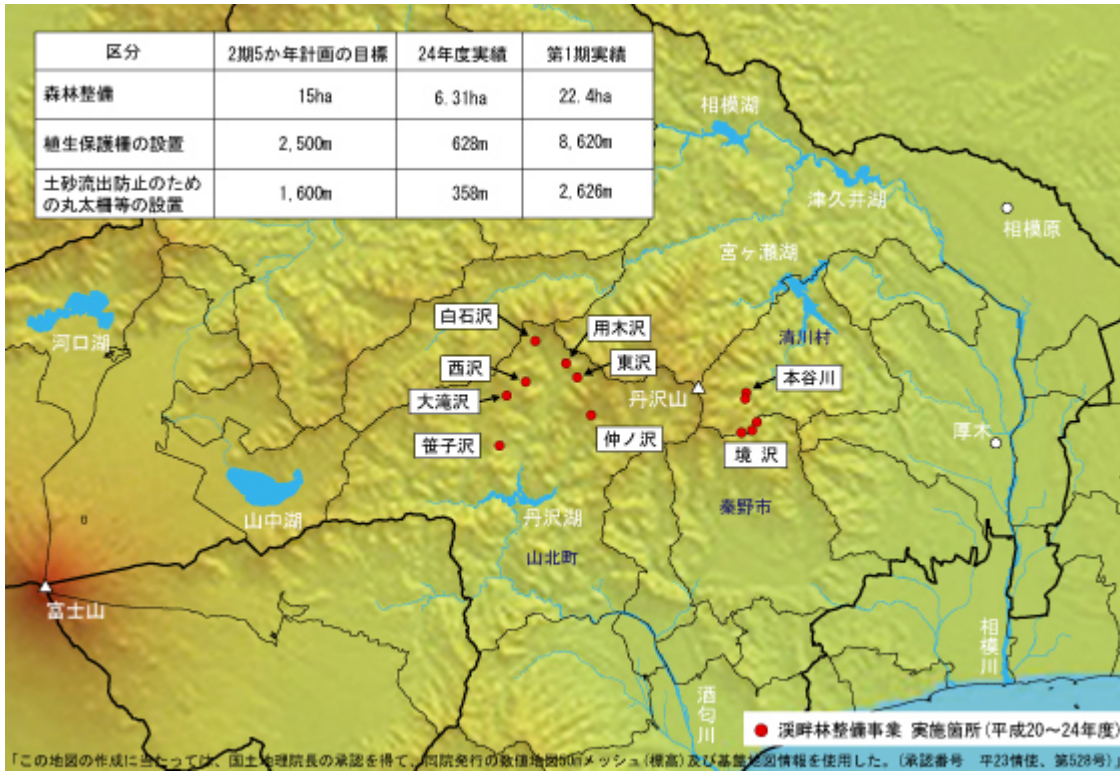 区分 2期5か年計画の目標 24年度実績 第1期実績
森林整備 15ha 6.31ha 22.4ha
植生保護柵の設置 2,500m 628m 8,620m
土砂流出防止のため
の丸太柵等の設置 1,600m 358m 2,626m
相模湖
津久井湖
相模原
宮ヶ瀬湖
河口湖
白石沢
用木沢
清川村
西沢
東沢
本谷川
大滝沢
丹沢山
仲ノ沢
厚木
笹子沢
境 沢
山中湖
丹沢湖
秦野市
山北町
富士山
相模川
酒匂川
渓畔林整備事業 実施箇所(平成20～24年度)
「この地図の作成に当たっては、国土地理院長の承認を得て、同院発行の数値地図50mメッシュ(標高)及び基盤地図情報を使用した。(承認番号 平23情使、第528号)」